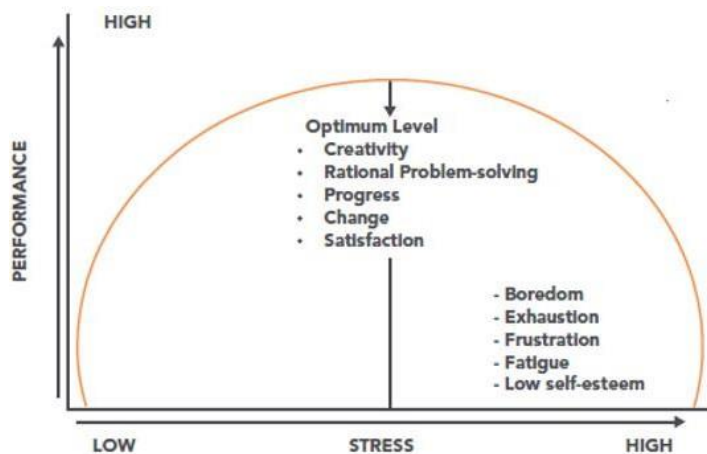 HIGH
PERFORMANCE
Optimum Level
• Creativity
• Rational Problem-solving
• Progress
• Change
• Satisfaction
- Boredom
- Exhaustion
- Frustration
- Fatigue
- Low self-esteem
LOW STRESS HIGH